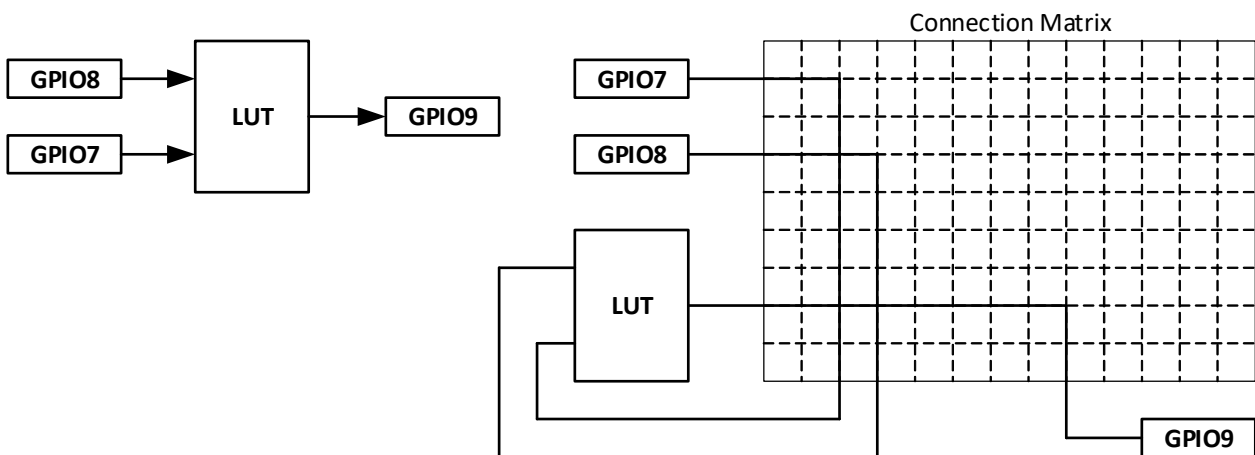 Connection Matrix
GPIO8
GPIO7
LUT
GPIO9
GPIO7
GPIO8
LUT
GPIO9